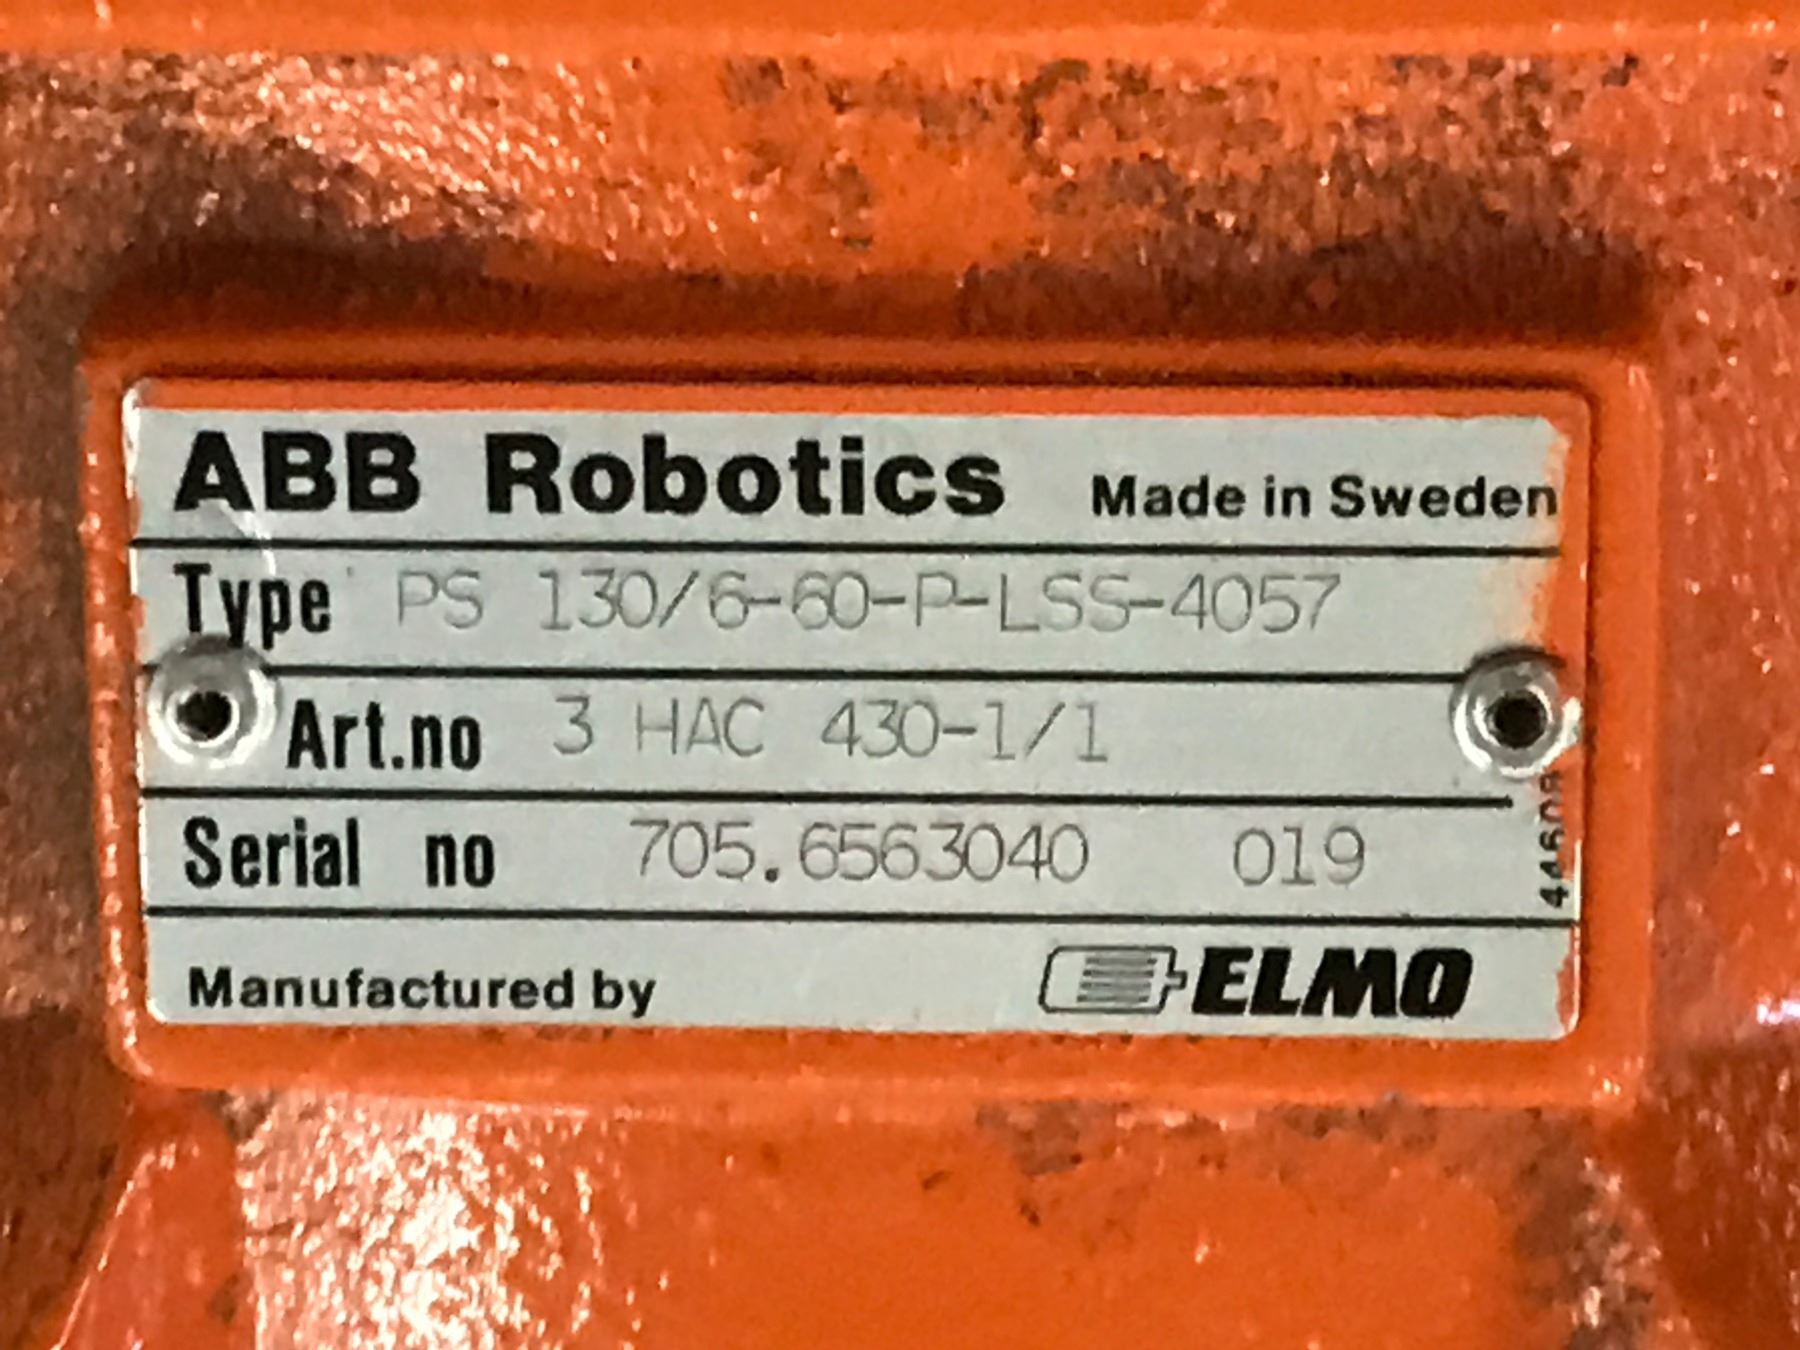 ABB Robotics Made in Sweden
Type PS 130/6-60-P-LSS-4057
Art.no 3 HAC 430-1/1
Serial no 705.6563040 019
Manufactured by ELMO